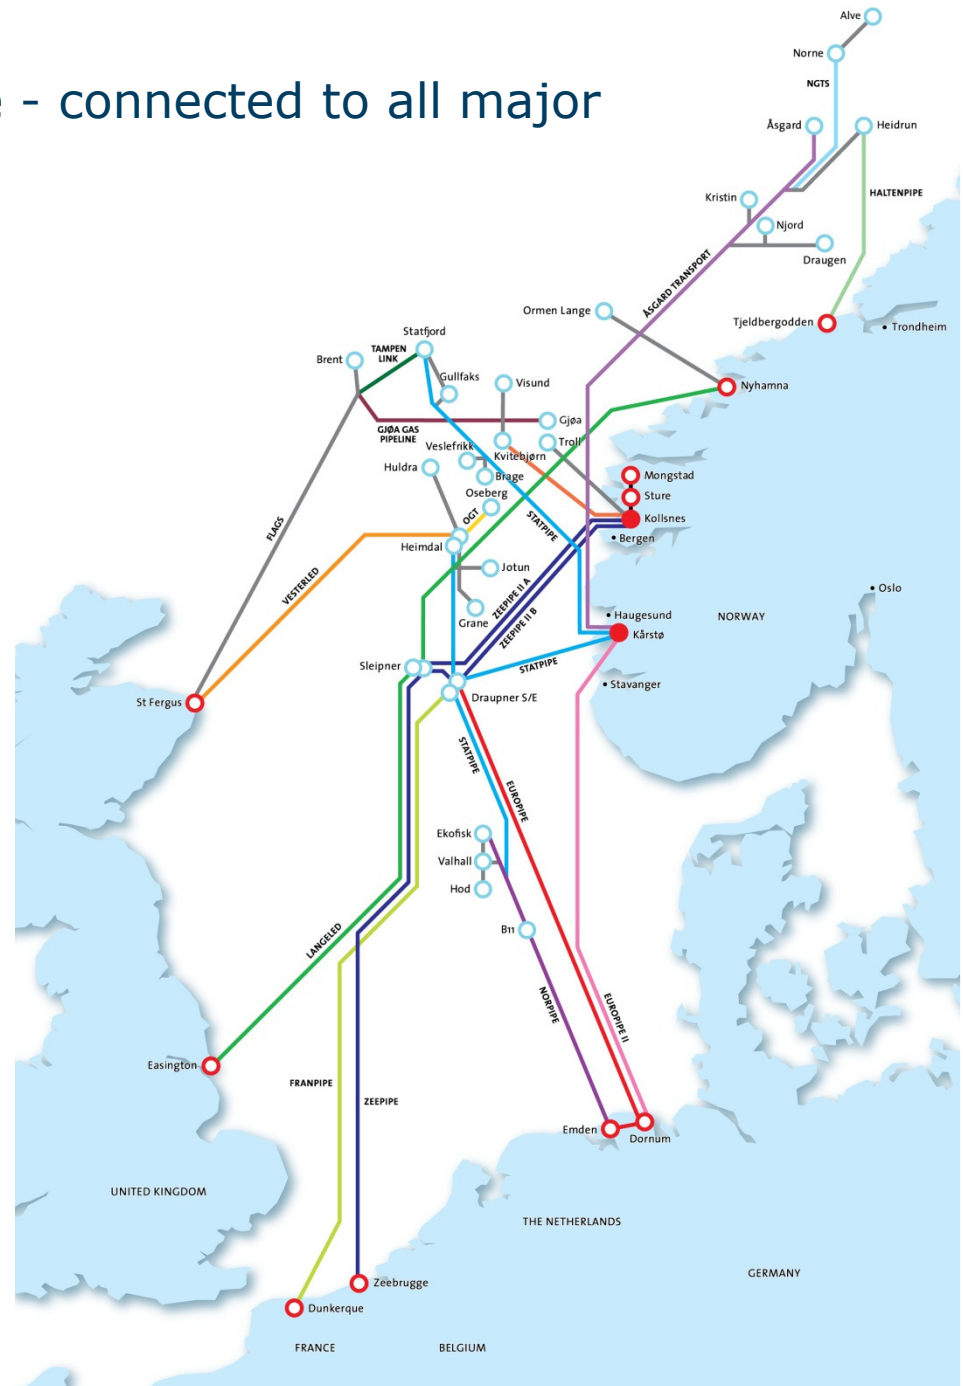 - connected to all major
Alve
Norne
NGTS
Åsgard
Heidrun
HALTENPIPE
Kristin
Njord
Draugen
ÅSGARD TRANSPORT
Ormen Lange
Tjeldbergodden
Trondheim
Statfjord
Brent
TAMPEN
LINK
Gullfaks
Visund
Nyhamna
GJØA GAS
PIPELINE
Gjøa
Troll
Veslefrikk
Kvitebjørn
Huldra
Brage
Mongstad
Oseberg
Sture
OGT
STATPIPE
Kollsnes
FLAGS
Heimdal
Bergen
VESTERLED
Jotun
ZEEPIPE II A
Oslo
Grane
ZEEPIPE II B
Haugesund
NORWAY
Kårstø
Sleipner
STATPIPE
Stavanger
St Fergus
Draupner S/E
STATPIPE
EUROPIPE
Ekofisk
Valhall
Hod
B11
LANGELED
NORPIPE
EUROPIPE II
Easington
FRANPIPE
ZEEPIPE
Emden
Dornum
UNITED KINGDOM
THE NETHERLANDS
GERMANY
Zeebrugge
Dunkerque
FRANCE
BELGIUM